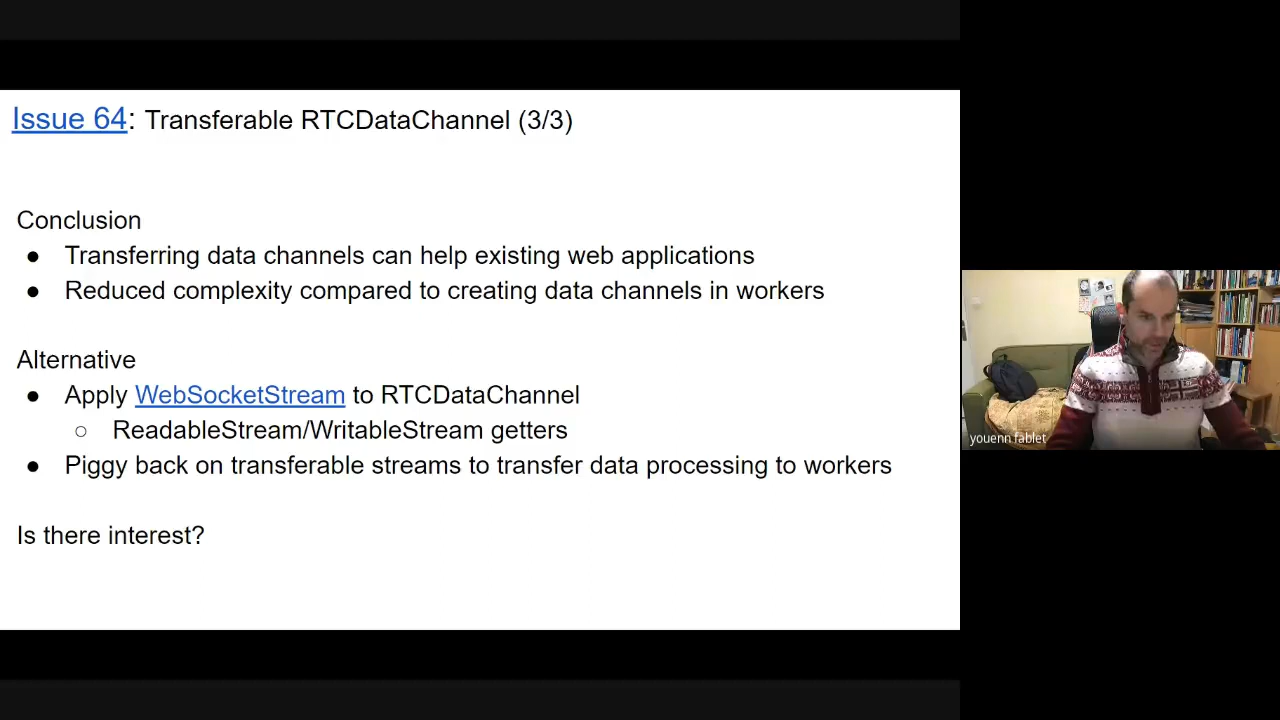 Issue 64: Transferable RTCDataChannel (3/3)
Conclusion
● Transferring data channels can help existing web applications
● Reduced complexity compared to creating data channels in workers
Alternative
● Apply WebSocketStream to RTCDataChannel
○ ReadableStream/WritableStream getters
● Piggy back on transferable streams to transfer data processing to workers
Is there interest?
youenn fablet